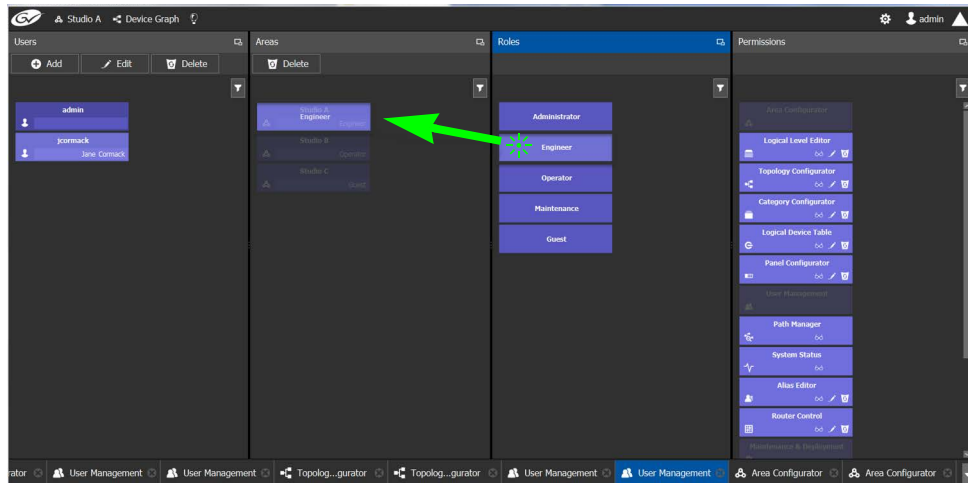 Studio A Device Graph admin
Users Areas Roles Permissions
Add Edit Delete Delete
admin
jcormack
Jane Cormack
Studio A
Engineer
Engineer
Studio B
Operator
Studio C
Guest
Administrator
Engineer
Operator
Maintenance
Guest
Area Configurator
Logical Level Editor
Topology Configurator
Category Configurator
Logical Device Table
Panel Configurator
User Management
Path Manager
System Status
Alias Editor
Router Control
Maintenance & Deployment
rator User Management User Management Topolog...gurator Topolog...gurator User Management User Management Area Configurator Area Configurator